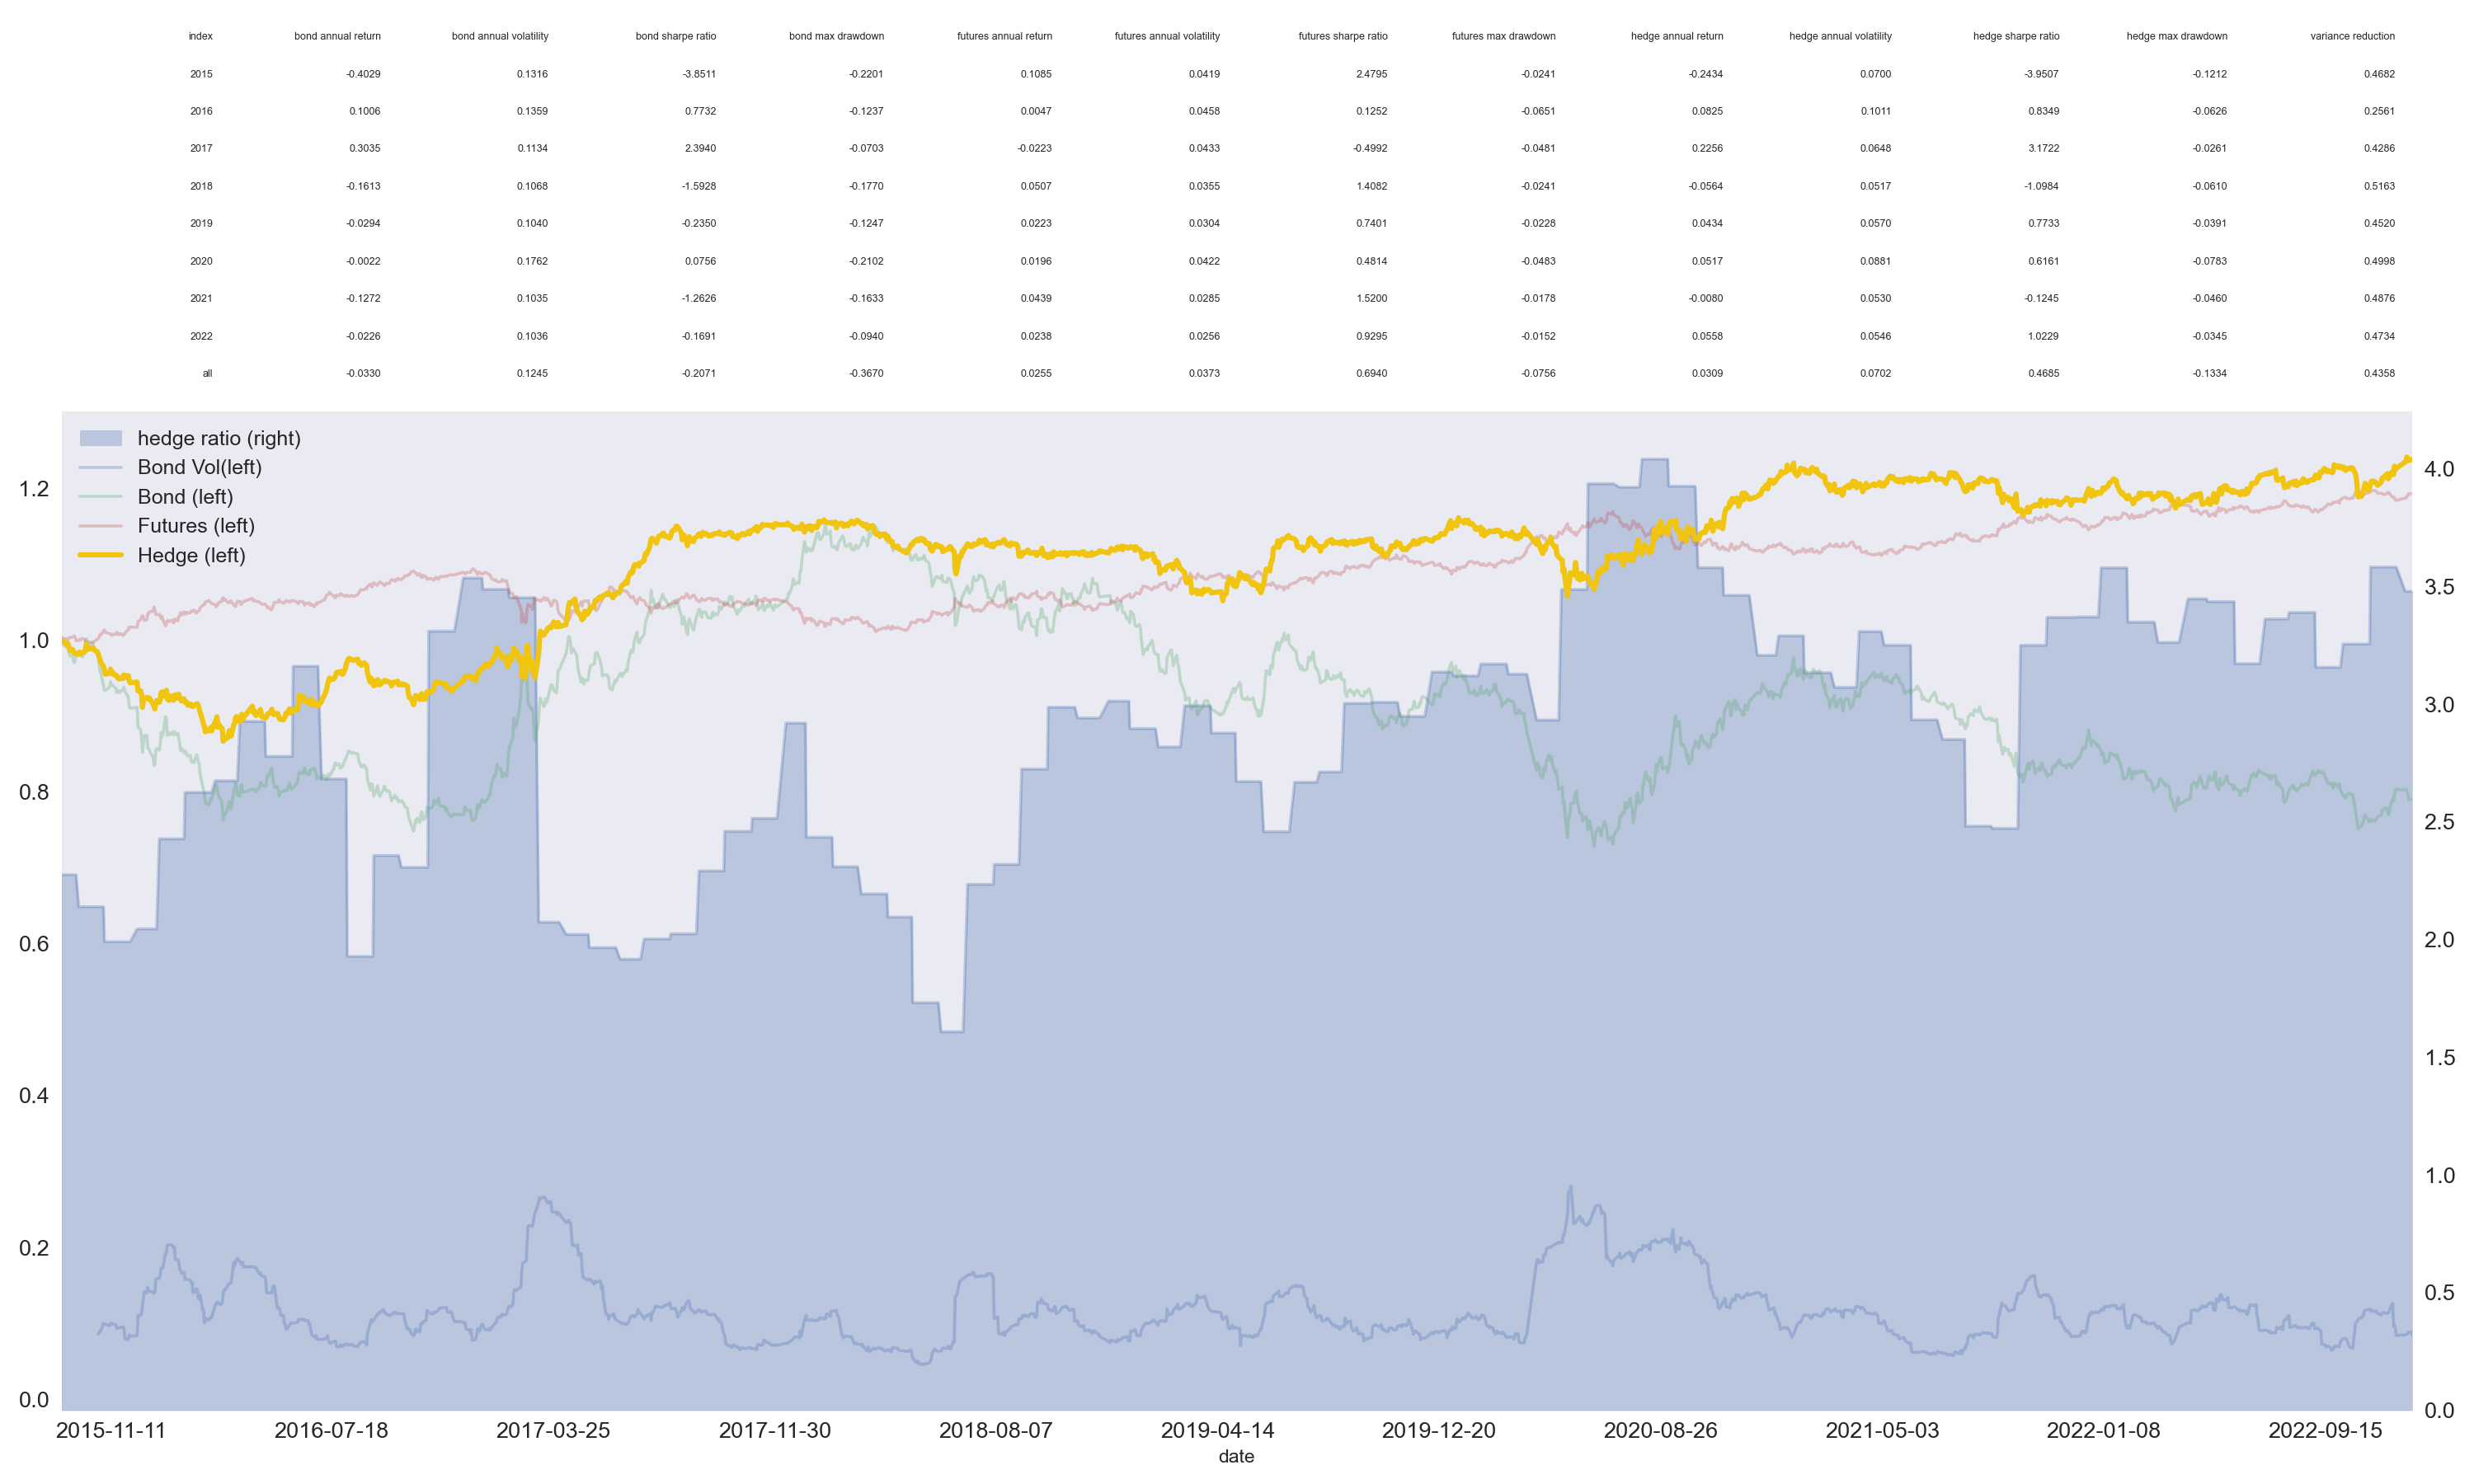 index bond annual return bond annual volatility bond sharpe ratio bond max drawdown futures annual return futures annual volatility futures sharpe ratio futures max drawdown hedge annual return hedge annual volatility hedge sharpe ratio hedge max drawdown variance reduction
2015 -0.4029 0.1316 -3.8511 -0.2201 0.1085 0.0419 2.4795 -0.0241 -0.2434 0.0700 -3.9507 -0.1212 0.4682
2016 0.1006 0.1359 0.7732 -0.1237 0.0047 0.0458 0.1252 -0.0651 0.0825 0.1011 0.8349 -0.0626 0.2561
2017 0.3035 0.1134 2.3940 -0.0703 -0.0223 0.0433 -0.4992 -0.0481 0.2256 0.0648 3.1722 -0.0261 0.4286
2018 -0.1613 0.1068 -1.5928 -0.1770 0.0507 0.0355 1.4082 -0.0241 -0.0564 0.0517 -1.0984 -0.0610 0.5163
2019 -0.0294 0.1040 -0.2350 -0.1247 0.0223 0.0304 0.7401 -0.0228 0.0434 0.0570 0.7733 -0.0391 0.4520
2020 -0.0022 0.1762 0.0756 -0.2102 0.0196 0.0422 0.4814 -0.0483 0.0517 0.0881 0.6161 -0.0783 0.4998
2021 -0.1272 0.1035 -1.2626 -0.1633 0.0439 0.0285 1.5200 -0.0178 -0.0080 0.0530 -0.1245 -0.0460 0.4876
2022 -0.0226 0.1036 -0.1691 -0.0940 0.0238 0.0256 0.9295 -0.0152 0.0558 0.0546 1.0229 -0.0345 0.4734
all -0.0330 0.1245 -0.2071 -0.3670 0.0255 0.0373 0.6940 -0.0756 0.0309 0.0702 0.4685 -0.1334 0.4358
hedge ratio (right)
Bond Vol(left)
Bond (left)
Futures (left)
Hedge (left)
1.2
1.0
0.8
0.6
0.4
0.2
0.0
4.0
3.5
3.0
2.5
2.0
1.5
1.0
0.5
0.0
2015-11-11 2016-07-18 2017-03-25 2017-11-30 2018-08-07 2019-04-14 2019-12-20 2020-08-26 2021-05-03 2022-01-08 2022-09-15
date